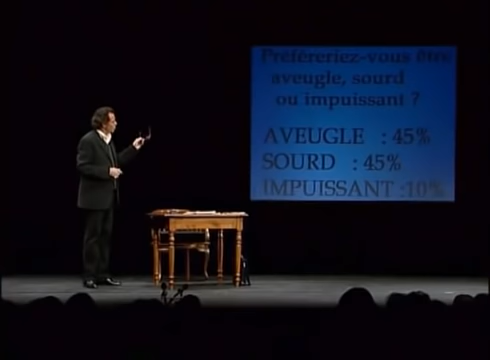 Préféreriez-vous être
aveugle, sourd
ou impuissant ?
AVEUGLE : 45%
SOURD : 45%
IMPUISSANT :10%